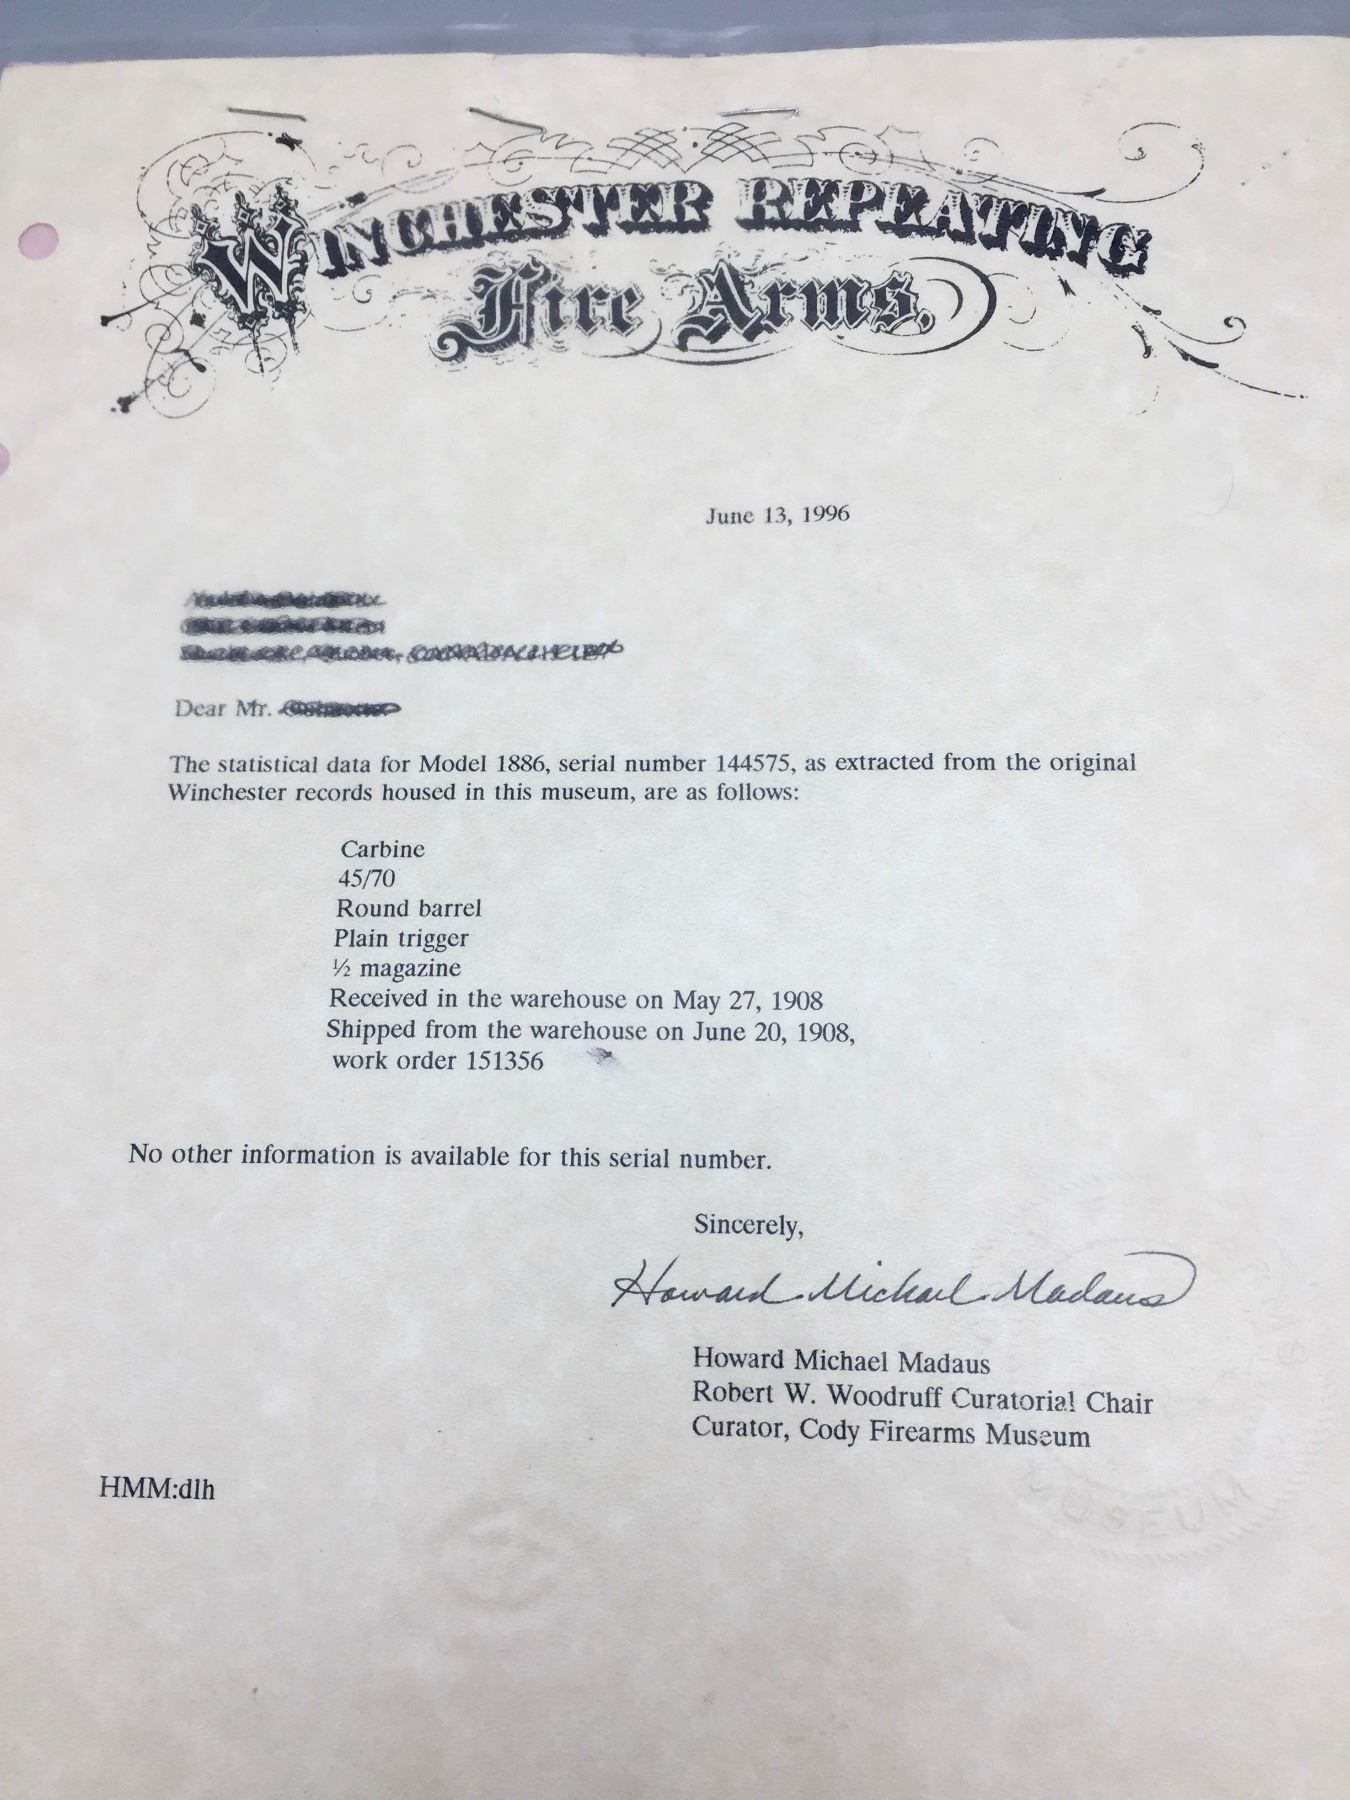 WINCHESTER REPEATING
Fire Arms,
June 13, 1996
Dear Mr.
The statistical data for Model 1886, serial number 144575, as extracted from the original
Winchester records housed in this museum, are as follows:
Carbine
45/70
Round barrel
Plain trigger
½ magazine
Received in the warehouse on May 27, 1908
Shipped from the warehouse on June 20, 1908,
work order 151356
No other information is available for this serial number.
Sincerely,
Howard Michael Madaus
Howard Michael Madaus
Robert W. Woodruff Curatorial Chair
Curator, Cody Firearms Museum
HMM:dlh
MUSEUM